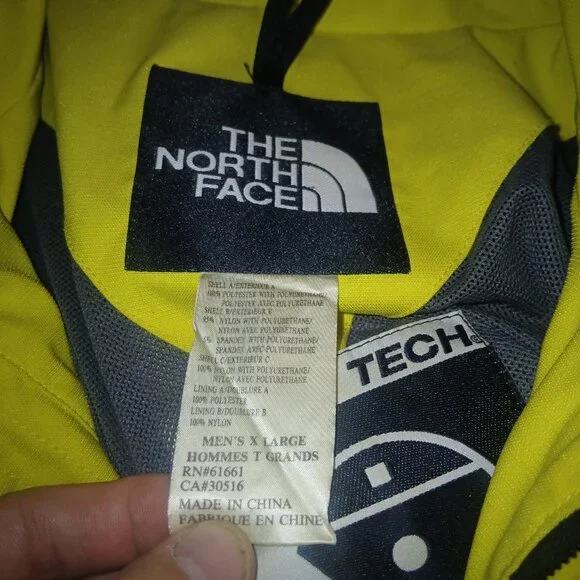 THE
NORTH
FACE
SHELL A/EXTERIEUR A
100% POLYESTER WITH POLYURETHANE/
POLYESTER AVEC POLYURETHANE
SHELL B/EXTERIEUR B
95% NYLON WITH POLYURETHANE/
NYLON AVEC POLYURETHANE
5% SPANDEX WITH POLYURETHANE/
SPANDEX AVEC POLYURETHANE
SHELL C/EXTERIEUR C
100% NYLON WITH POLYURETHANE/
NYLON AVEC POLYURETHANE
LINING A/DOUBLURE A
100% POLYESTER
LINING B/DOUBLURE B
100% NYLON
MEN'S X LARGE
HOMMES T GRANDS
RN#61661
CA#30516
MADE IN CHINA
FABRIQUE EN CHINE
TECH